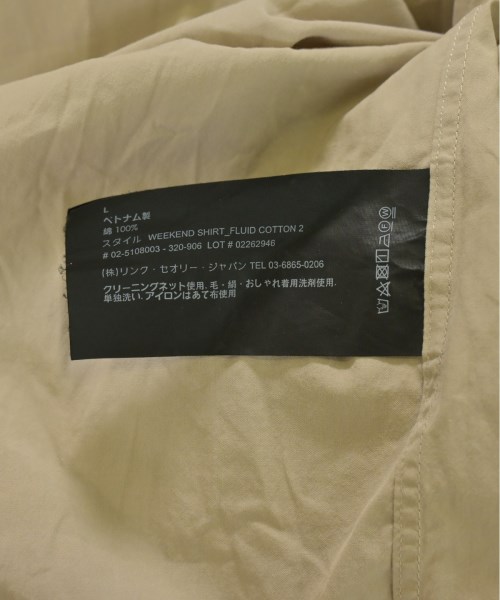 L
ベトナム製
綿 100%
スタイル WEEKEND SHIRT_FLUID COTTON 2
# 02-5108003 - 320-906 LOT # 02262946
(株)リンク・セオリー・ジャパン TEL 03-6865-0206
クリーニングネット使用. 毛・絹・おしゃれ着用洗剤使用.
単独洗い. アイロンはあて布使用